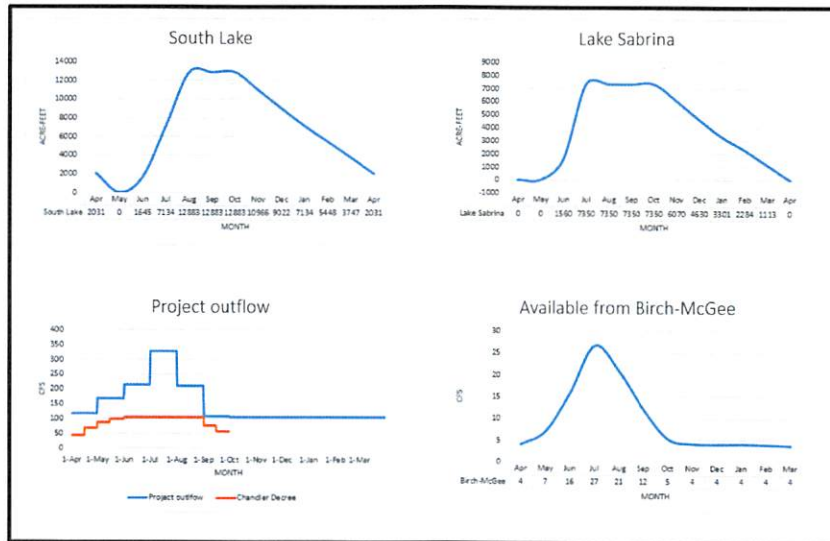 South Lake
14000
12000
10000
8000
6000
4000
2000
0
ACRE-FEET
Apr May Jun Jul Aug Sep Oct Nov Dec Jan Feb Mar Apr
South Lake 2031 0 1645 7134 12883 12883 12883 10966 9022 7134 5448 3747 2031
MONTH
Lake Sabrina
9000
8000
7000
6000
5000
4000
3000
2000
1000
0
-1000
ACRE-FEET
Apr May Jun Jul Aug Sep Oct Nov Dec Jan Feb Mar Apr
Lake Sabrina 0 0 1560 7350 7350 7350 7350 6070 4630 3301 2284 1113 0
MONTH
Project outflow
400
350
300
250
200
150
100
50
0
CFS
1-Apr 1-May 1-Jun 1-Jul 1-Aug 1-Sep 1-Oct 1-Nov 1-Dec 1-Jan 1-Feb 1-Mar
MONTH
Project outflow Chandler Decree
Available from Birch-McGee
30
25
20
15
10
5
0
CFS
Apr May Jun Jul Aug Sep Oct Nov Dec Jan Feb Mar
Birch-McGee 4 7 16 27 21 12 5 4 4 4 4 4
MONTH